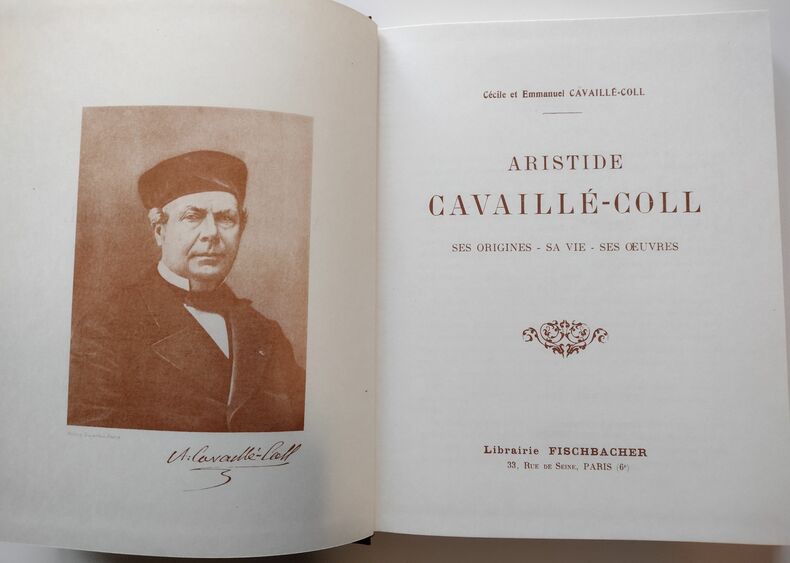 A. Cavaillé-Coll
Cécile et Emmanuel CAVAILLÉ-COLL
ARISTIDE
CAVAILLÉ-COLL
SES ORIGINES - SA VIE - SES ŒUVRES
Librairie FISCHBACHER
33, RUE DE SEINE, PARIS (6e)